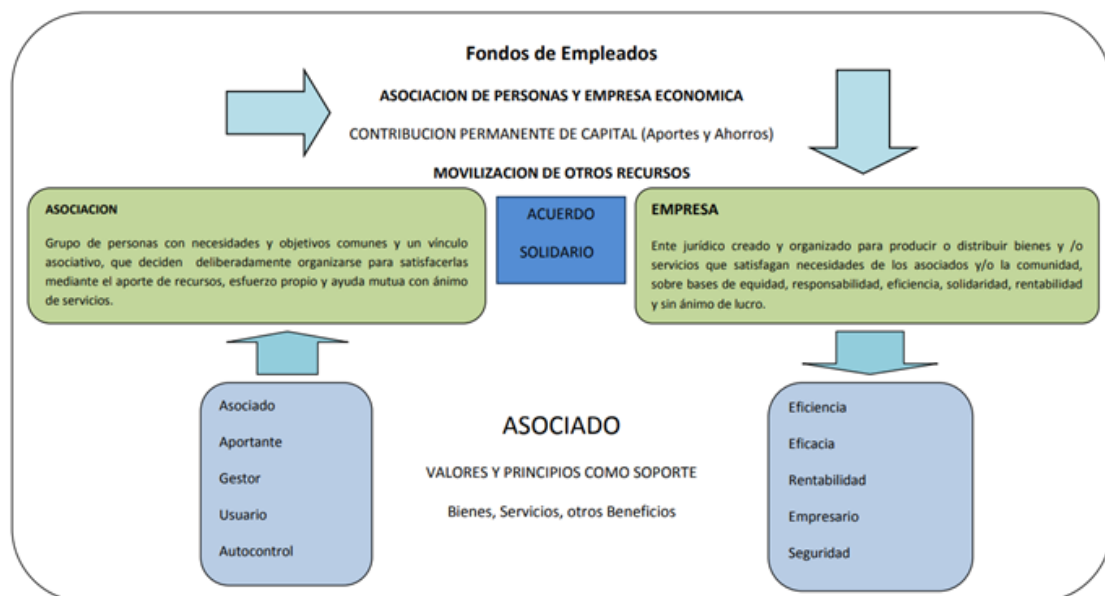 Fondos de Empleados
ASOCIACION DE PERSONAS Y EMPRESA ECONOMICA
CONTRIBUCION PERMANENTE DE CAPITAL (Aportes y Ahorros)
MOVILIZACION DE OTROS RECURSOS
ASOCIACION
Grupo de personas con necesidades y objetivos comunes y un vínculo
asociativo, que deciden deliberadamente organizarse para satisfacerlas
mediante el aporte de recursos, esfuerzo propio y ayuda mutua con ánimo
de servicios.
ACUERDO
SOLIDARIO
EMPRESA
Ente jurídico creado y organizado para producir o distribuir bienes y /o
servicios que satisfagan necesidades de los asociados y/o la comunidad,
sobre bases de equidad, responsabilidad, eficiencia, solidaridad, rentabilidad
y sin ánimo de lucro.
Asociado
Aportante
Gestor
Usuario
Autocontrol
ASOCIADO
VALORES Y PRINCIPIOS COMO SOPORTE
Bienes, Servicios, otros Beneficios
Eficiencia
Eficacia
Rentabilidad
Empresario
Seguridad